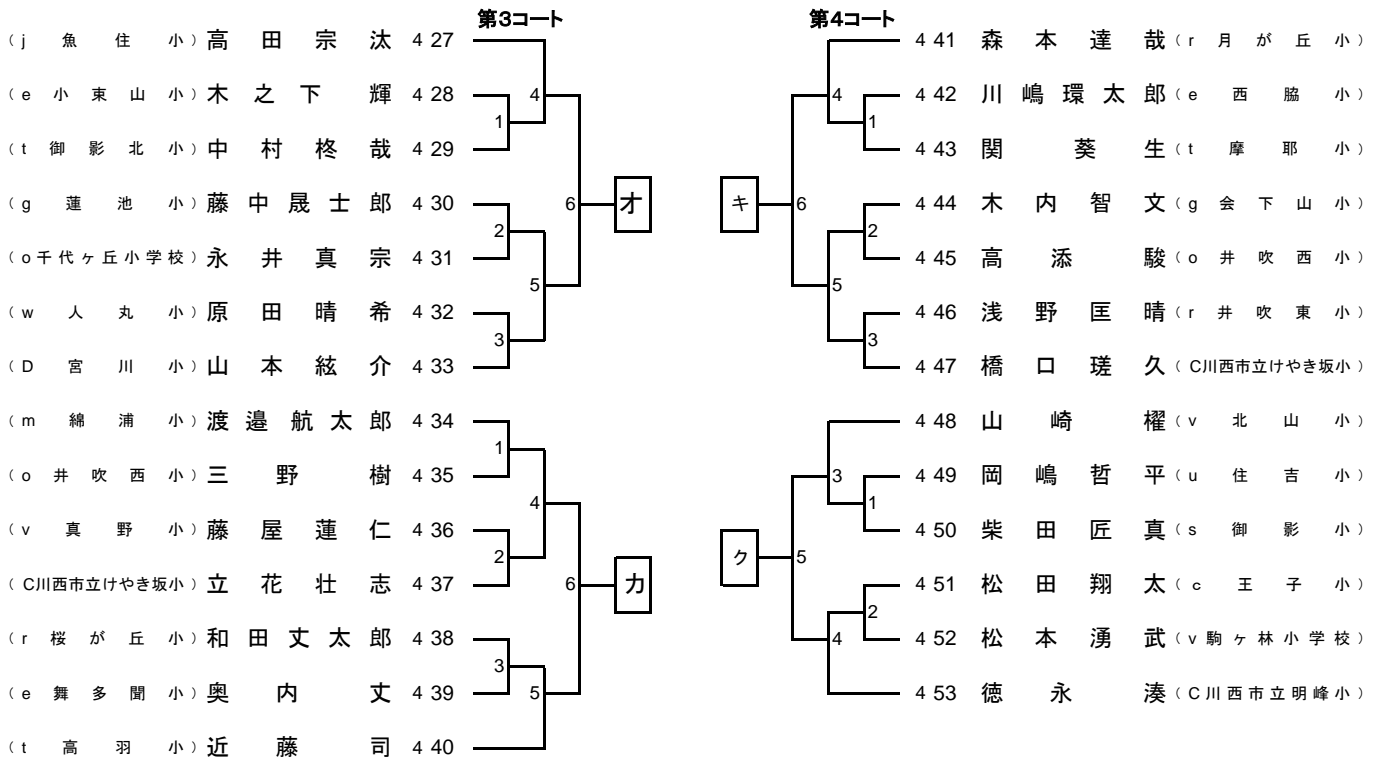 第3コート
(j 魚住小) 高田宗汰 4 27
(e 小東山小) 木之下輝 4 28
4
1
(t 御影北小) 中村柊哉 4 29
(g 蓮池小) 藤中晟士郎 4 30
6 オ
2
(o 千代ヶ丘小学校) 永井真宗 4 31
5
(w 人丸小) 原田晴希 4 32
3
(D 宮川小) 山本絃介 4 33
(m 綿浦小) 渡邉航太郎 4 34
1
(o 井吹西小) 三野樹 4 35
4
(v 真野小) 藤屋蓮仁 4 36
2
(C川西市立けやき坂小) 立花壮志 4 37
6 カ
(r 桜が丘小) 和田丈太郎 4 38
3
(e 舞多聞小) 奥内丈 4 39
5
(t 高羽小) 近藤司 4 40
第4コート
4 41 森本達哉 (r 月が丘小)
4 42 川嶋環太郎 (e 西脇小)
4
1
4 43 関葵生 (t 摩耶小)
4 44 木内智文 (g 会下山小)
キ 6
2
4 45 高添駿 (o 井吹西小)
5
4 46 浅野匡晴 (r 井吹東小)
3
4 47 橋口瑳久 (C川西市立けやき坂小)
4 48 山崎櫂 (v 北山小)
4 49 岡嶋哲平 (u 住吉小)
3
1
4 50 柴田匠真 (s 御影小)
ク 5
4 51 松田翔太 (c 王子小)
2
4 52 松本湧武 (v 駒ヶ林小学校)
4
4 53 徳永湊 (C川西市立明峰小)